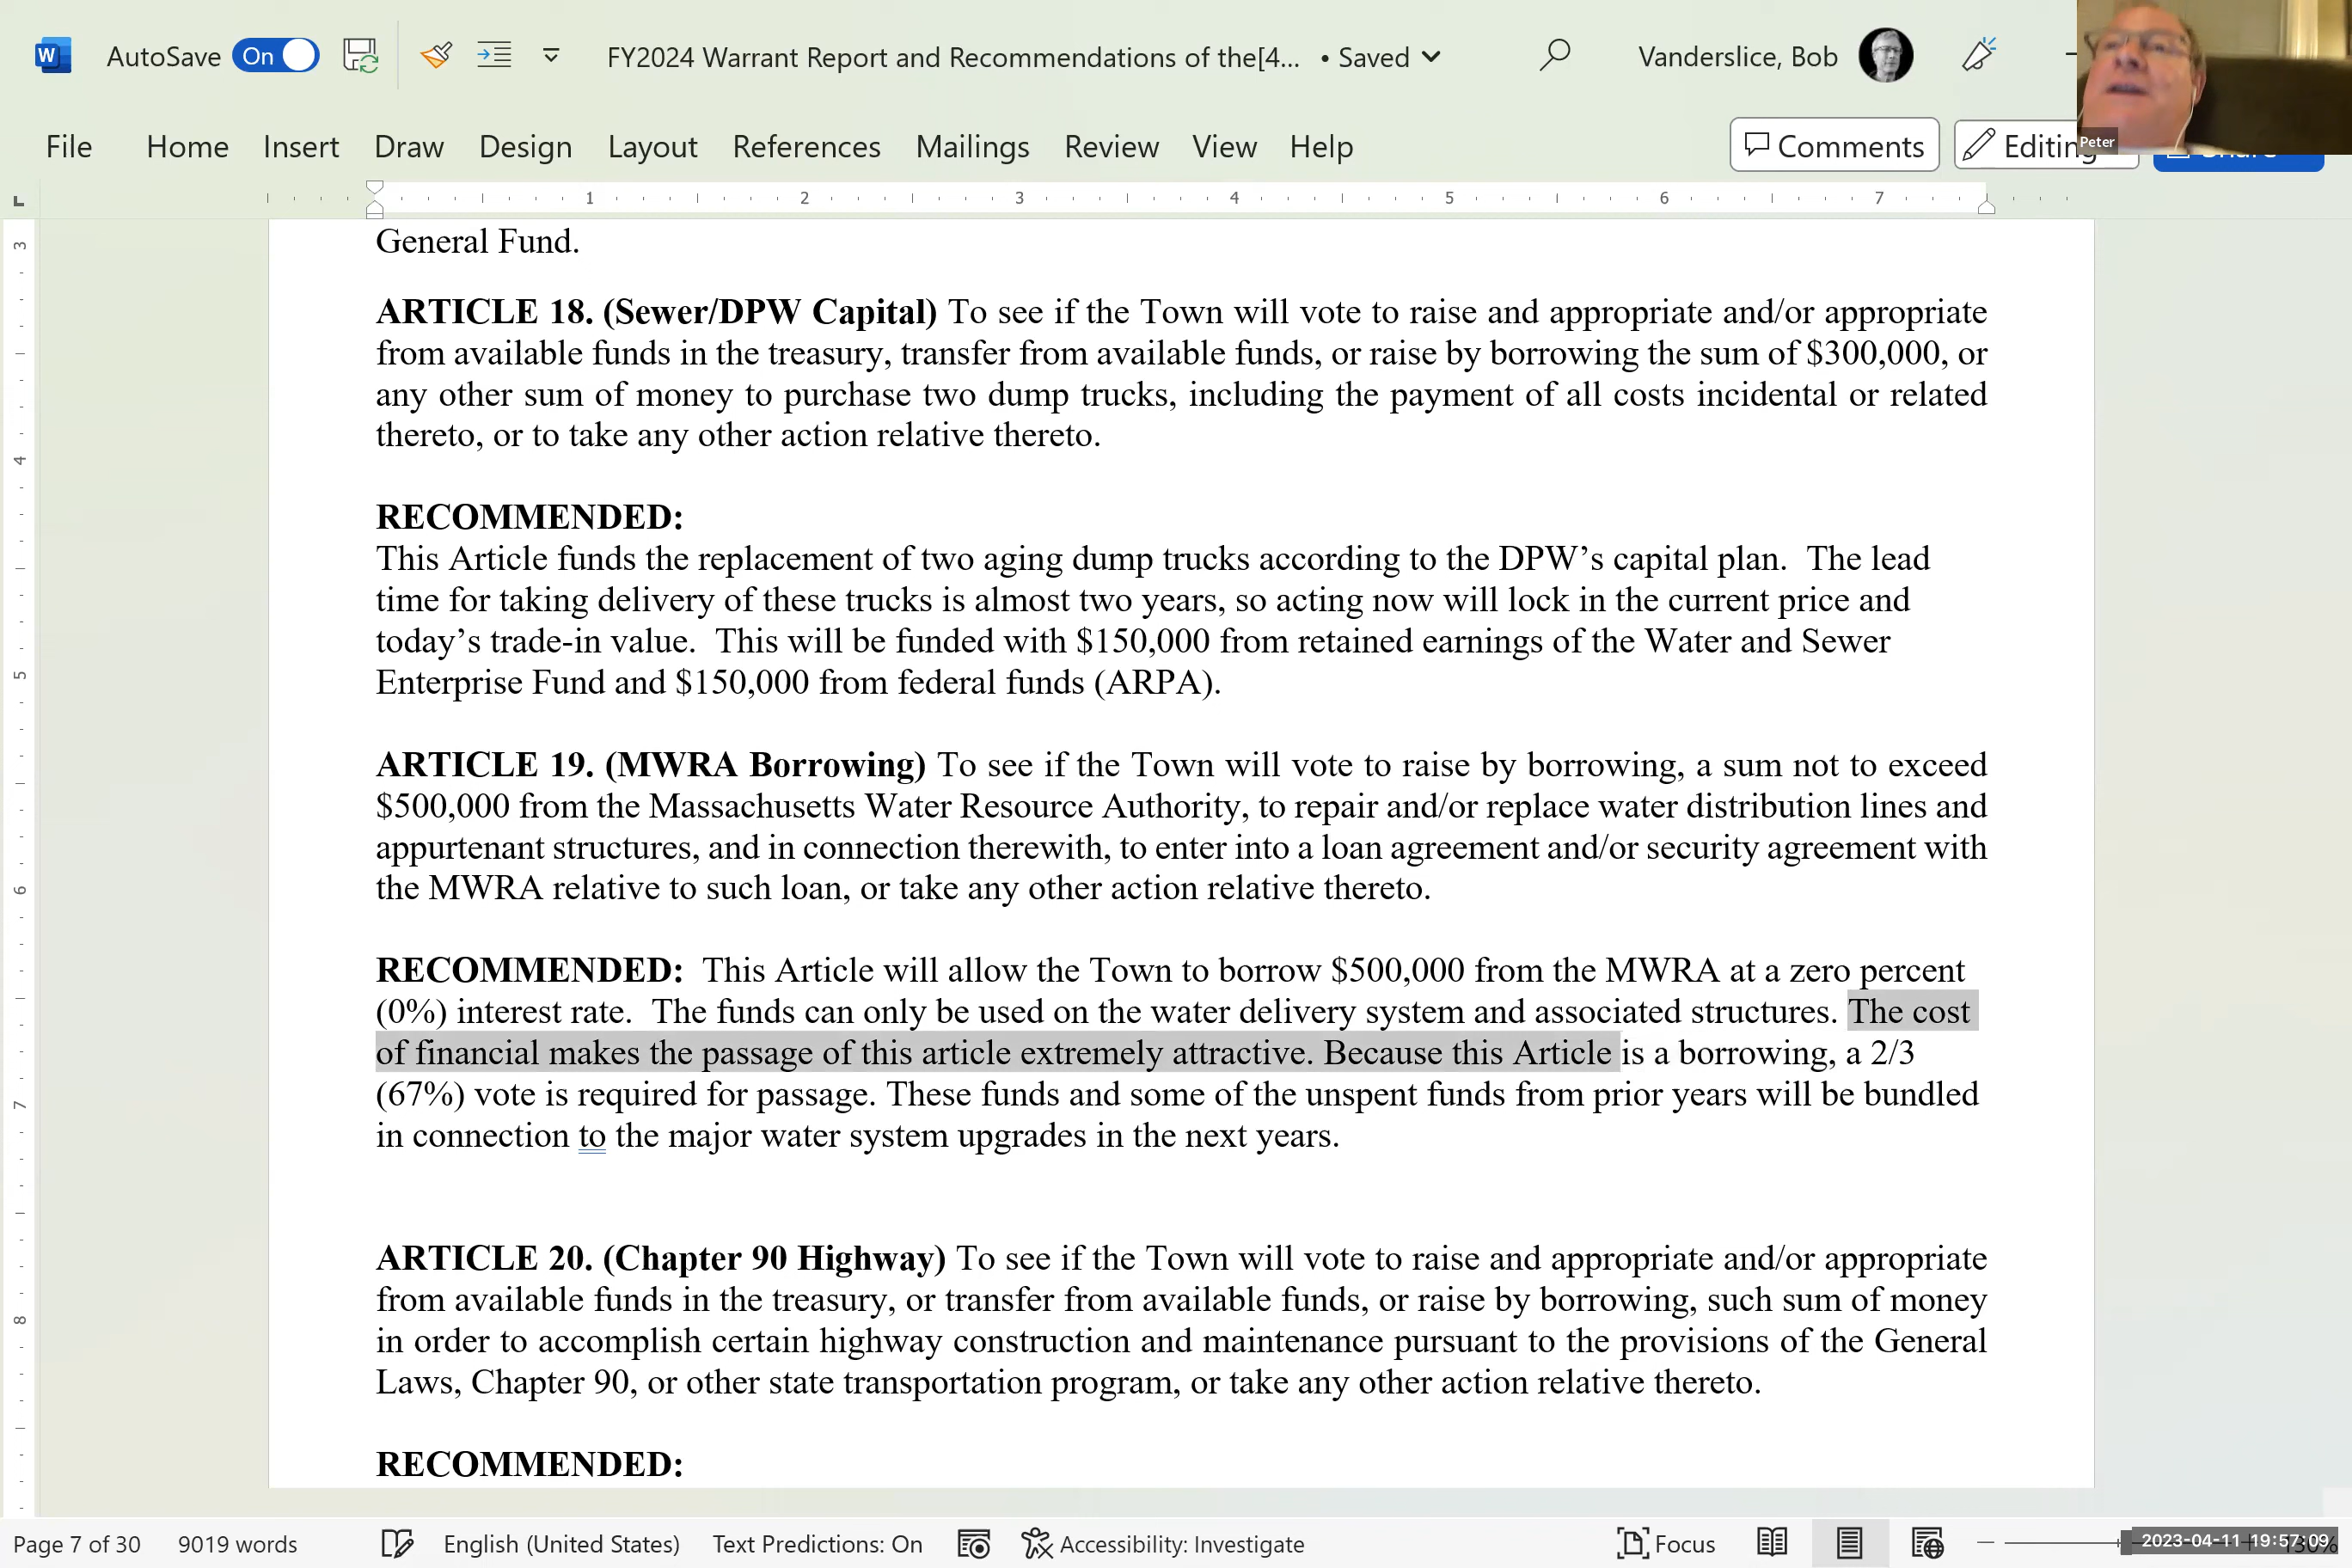 AutoSave On FY2024 Warrant Report and Recommendations of the[4... • Saved Vanderslice, Bob
File Home Insert Draw Design Layout References Mailings Review View Help Comments Editing
Peter
1 2 3 4 5 6 7
3
4
5
6
7
8
General Fund.
ARTICLE 18. (Sewer/DPW Capital) To see if the Town will vote to raise and appropriate and/or appropriate
from available funds in the treasury, transfer from available funds, or raise by borrowing the sum of $300,000, or
any other sum of money to purchase two dump trucks, including the payment of all costs incidental or related
thereto, or to take any other action relative thereto.
RECOMMENDED:
This Article funds the replacement of two aging dump trucks according to the DPW’s capital plan.  The lead
time for taking delivery of these trucks is almost two years, so acting now will lock in the current price and
today’s trade-in value.  This will be funded with $150,000 from retained earnings of the Water and Sewer
Enterprise Fund and $150,000 from federal funds (ARPA).
ARTICLE 19. (MWRA Borrowing) To see if the Town will vote to raise by borrowing, a sum not to exceed
$500,000 from the Massachusetts Water Resource Authority, to repair and/or replace water distribution lines and
appurtenant structures, and in connection therewith, to enter into a loan agreement and/or security agreement with
the MWRA relative to such loan, or take any other action relative thereto.
RECOMMENDED:  This Article will allow the Town to borrow $500,000 from the MWRA at a zero percent
(0%) interest rate.  The funds can only be used on the water delivery system and associated structures. The cost
of financial makes the passage of this article extremely attractive. Because this Article is a borrowing, a 2/3
(67%) vote is required for passage. These funds and some of the unspent funds from prior years will be bundled
in connection to the major water system upgrades in the next years.
ARTICLE 20. (Chapter 90 Highway) To see if the Town will vote to raise and appropriate and/or appropriate
from available funds in the treasury, or transfer from available funds, or raise by borrowing, such sum of money
in order to accomplish certain highway construction and maintenance pursuant to the provisions of the General
Laws, Chapter 90, or other state transportation program, or take any other action relative thereto.
RECOMMENDED:
Page 7 of 30 9019 words English (United States) Text Predictions: On Accessibility: Investigate Focus 2023-04-11 19:57:09